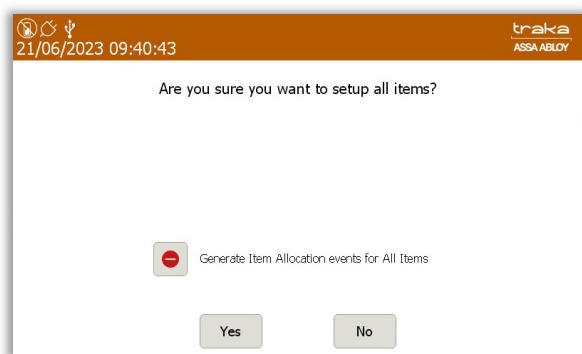 traka
21/06/2023 09:40:43
ASSA ABLOY
Are you sure you want to setup all items?
Generate Item Allocation events for All Items
Yes
No